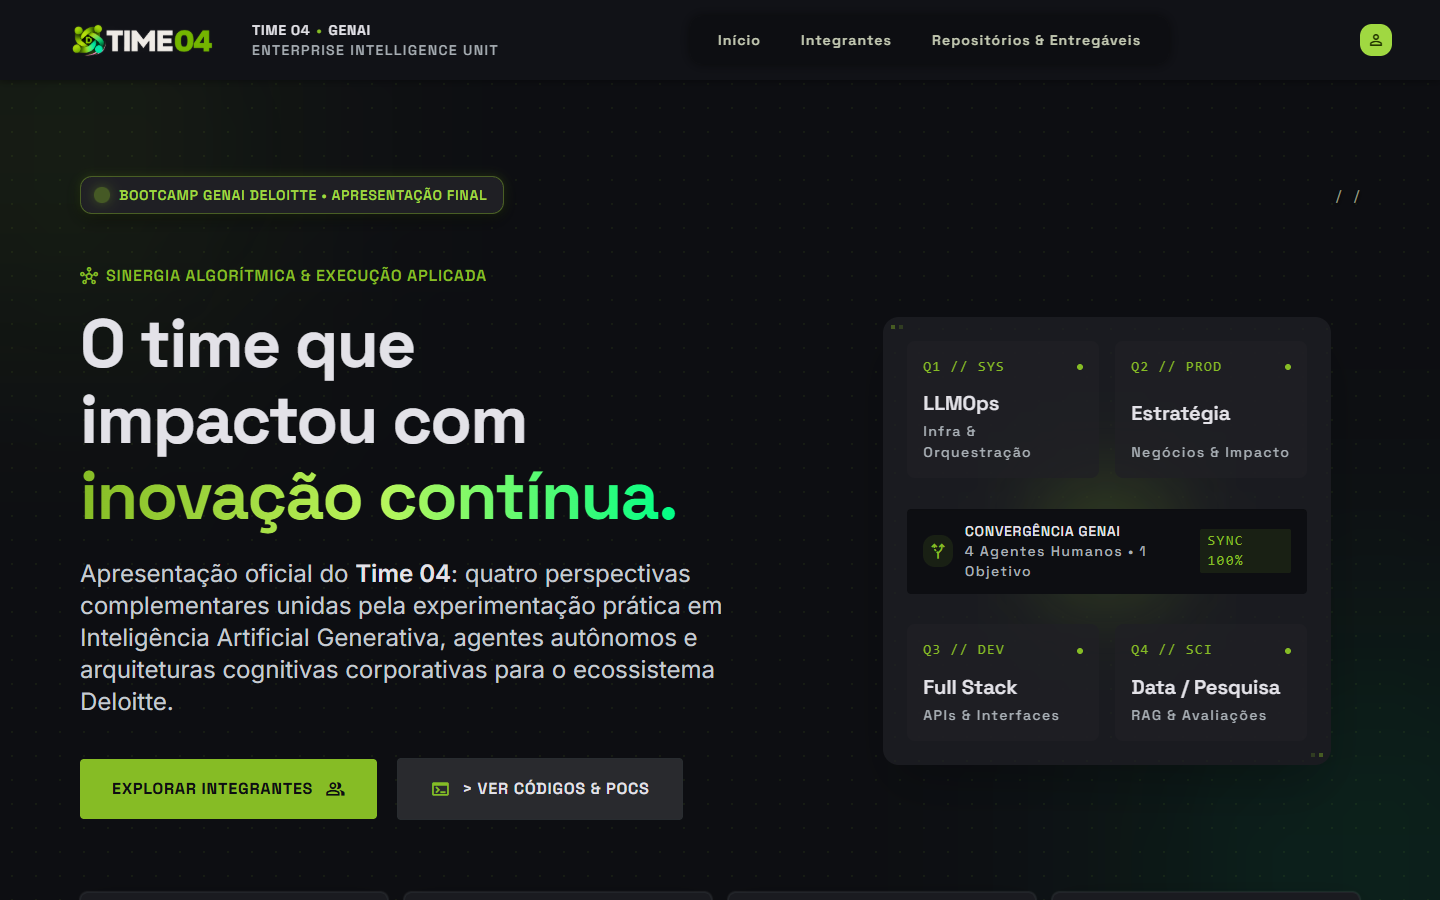 TIME04
TIME 04 • GENAI
ENTERPRISE INTELLIGENCE UNIT
Início
Integrantes
Repositórios & Entregáveis
BOOTCAMP GENAI DELOITTE • APRESENTAÇÃO FINAL
/ /
SINERGIA ALGORÍTMICA & EXECUÇÃO APLICADA
O time que
impactou com
inovação contínua.
Apresentação oficial do Time 04: quatro perspectivas
complementares unidas pela experimentação prática em
Inteligência Artificial Generativa, agentes autônomos e
arquiteturas cognitivas corporativas para o ecossistema
Deloitte.
EXPLORAR INTEGRANTES
> VER CÓDIGOS & POCS
Q1 // SYS
LLMOps
Infra &
Orquestração
Q2 // PROD
Estratégia
Negócios & Impacto
CONVERGÊNCIA GENAI
4 Agentes Humanos • 1
Objetivo
SYNC
100%
Q3 // DEV
Full Stack
APIs & Interfaces
Q4 // SCI
Data / Pesquisa
RAG & Avaliações